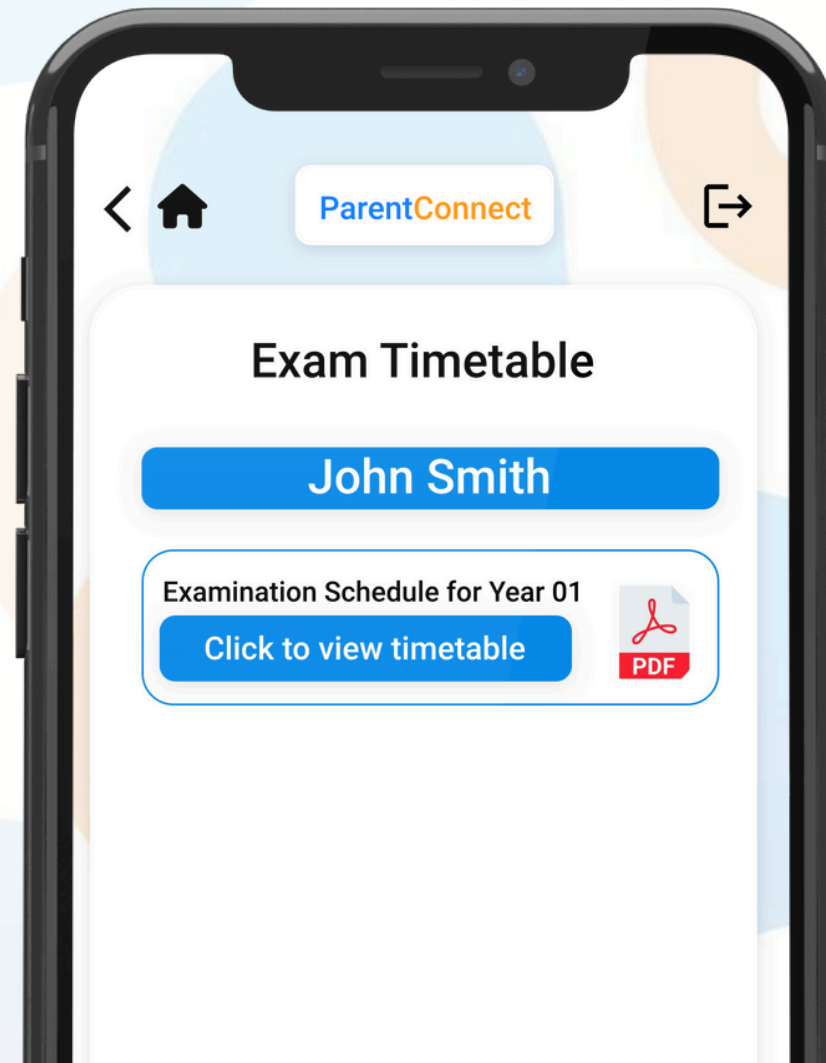 ParentConnect
Exam Timetable
John Smith
Examination Schedule for Year 01
Click to view timetable
PDF